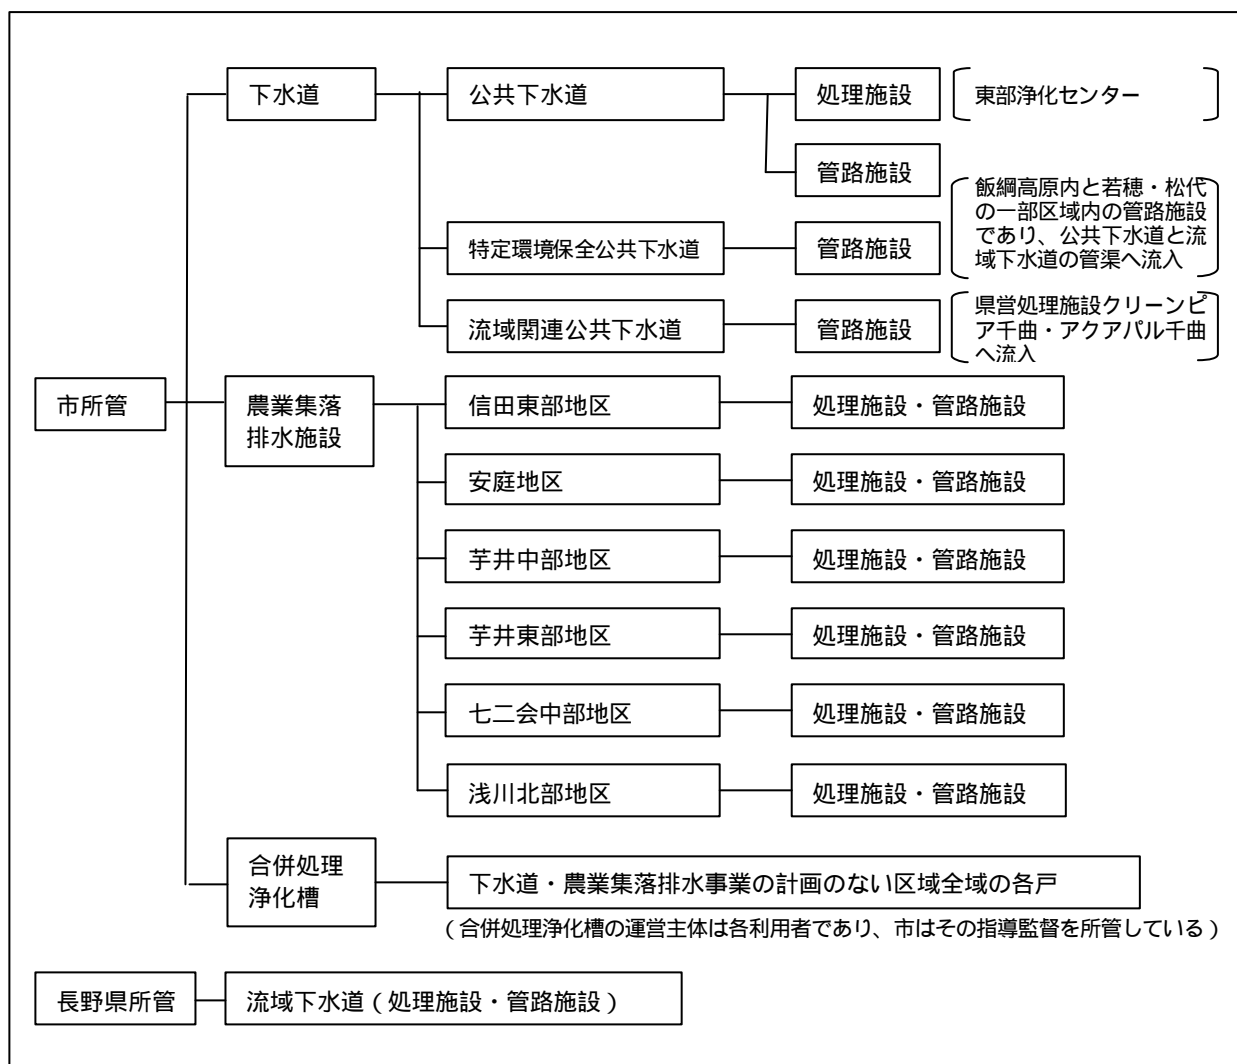 下水道
公共下水道
処理施設
東部浄化センター
管路施設
特定環境保全公共下水道
管路施設
飯綱高原内と若穂・松代
の一部区域内の管路施設
であり、公共下水道と流
域下水道の管渠へ流入
流域関連公共下水道
管路施設
県営処理施設クリーンピ
ア千曲・アクアパル千曲
へ流入
市所管
農業集落
排水施設
信田東部地区
処理施設・管路施設
安庭地区
処理施設・管路施設
芋井中部地区
処理施設・管路施設
芋井東部地区
処理施設・管路施設
七二会中部地区
処理施設・管路施設
浅川北部地区
処理施設・管路施設
合併処理
浄化槽
下水道・農業集落排水事業の計画のない区域全域の各戸
(合併処理浄化槽の運営主体は各利用者であり、市はその指導監督を所管している)
長野県所管
流域下水道(処理施設・管路施設)